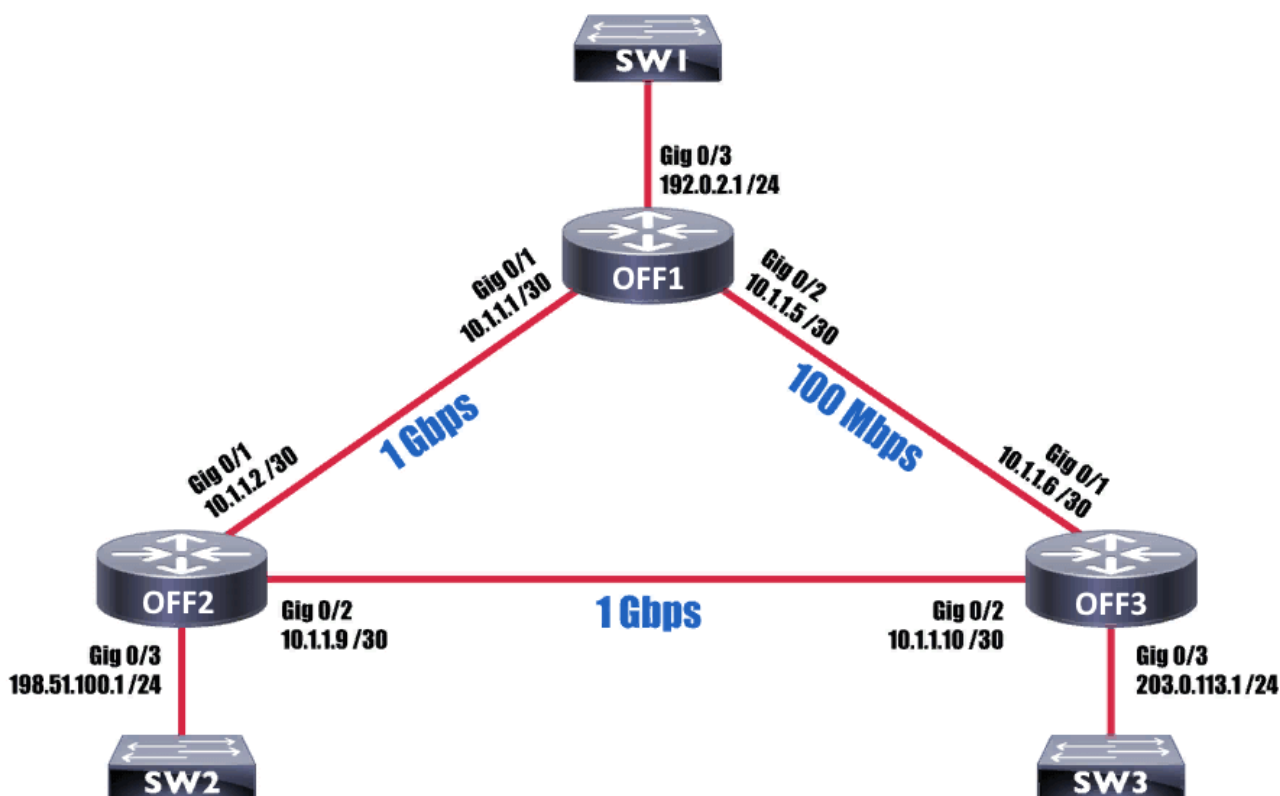 SW1
Gig 0/3
192.0.2.1 /24
OFF1
Gig 0/1
10.1.1.1 /30
Gig 0/2
10.1.1.5 /30
1 Gbps
100 Mbps
Gig 0/1
10.1.1.2 /30
Gig 0/1
10.1.1.6 /30
OFF2
Gig 0/2
10.1.1.9 /30
1 Gbps
Gig 0/2
10.1.1.10 /30
OFF3
Gig 0/3
198.51.100.1 /24
Gig 0/3
203.0.113.1 /24
SW2
SW3